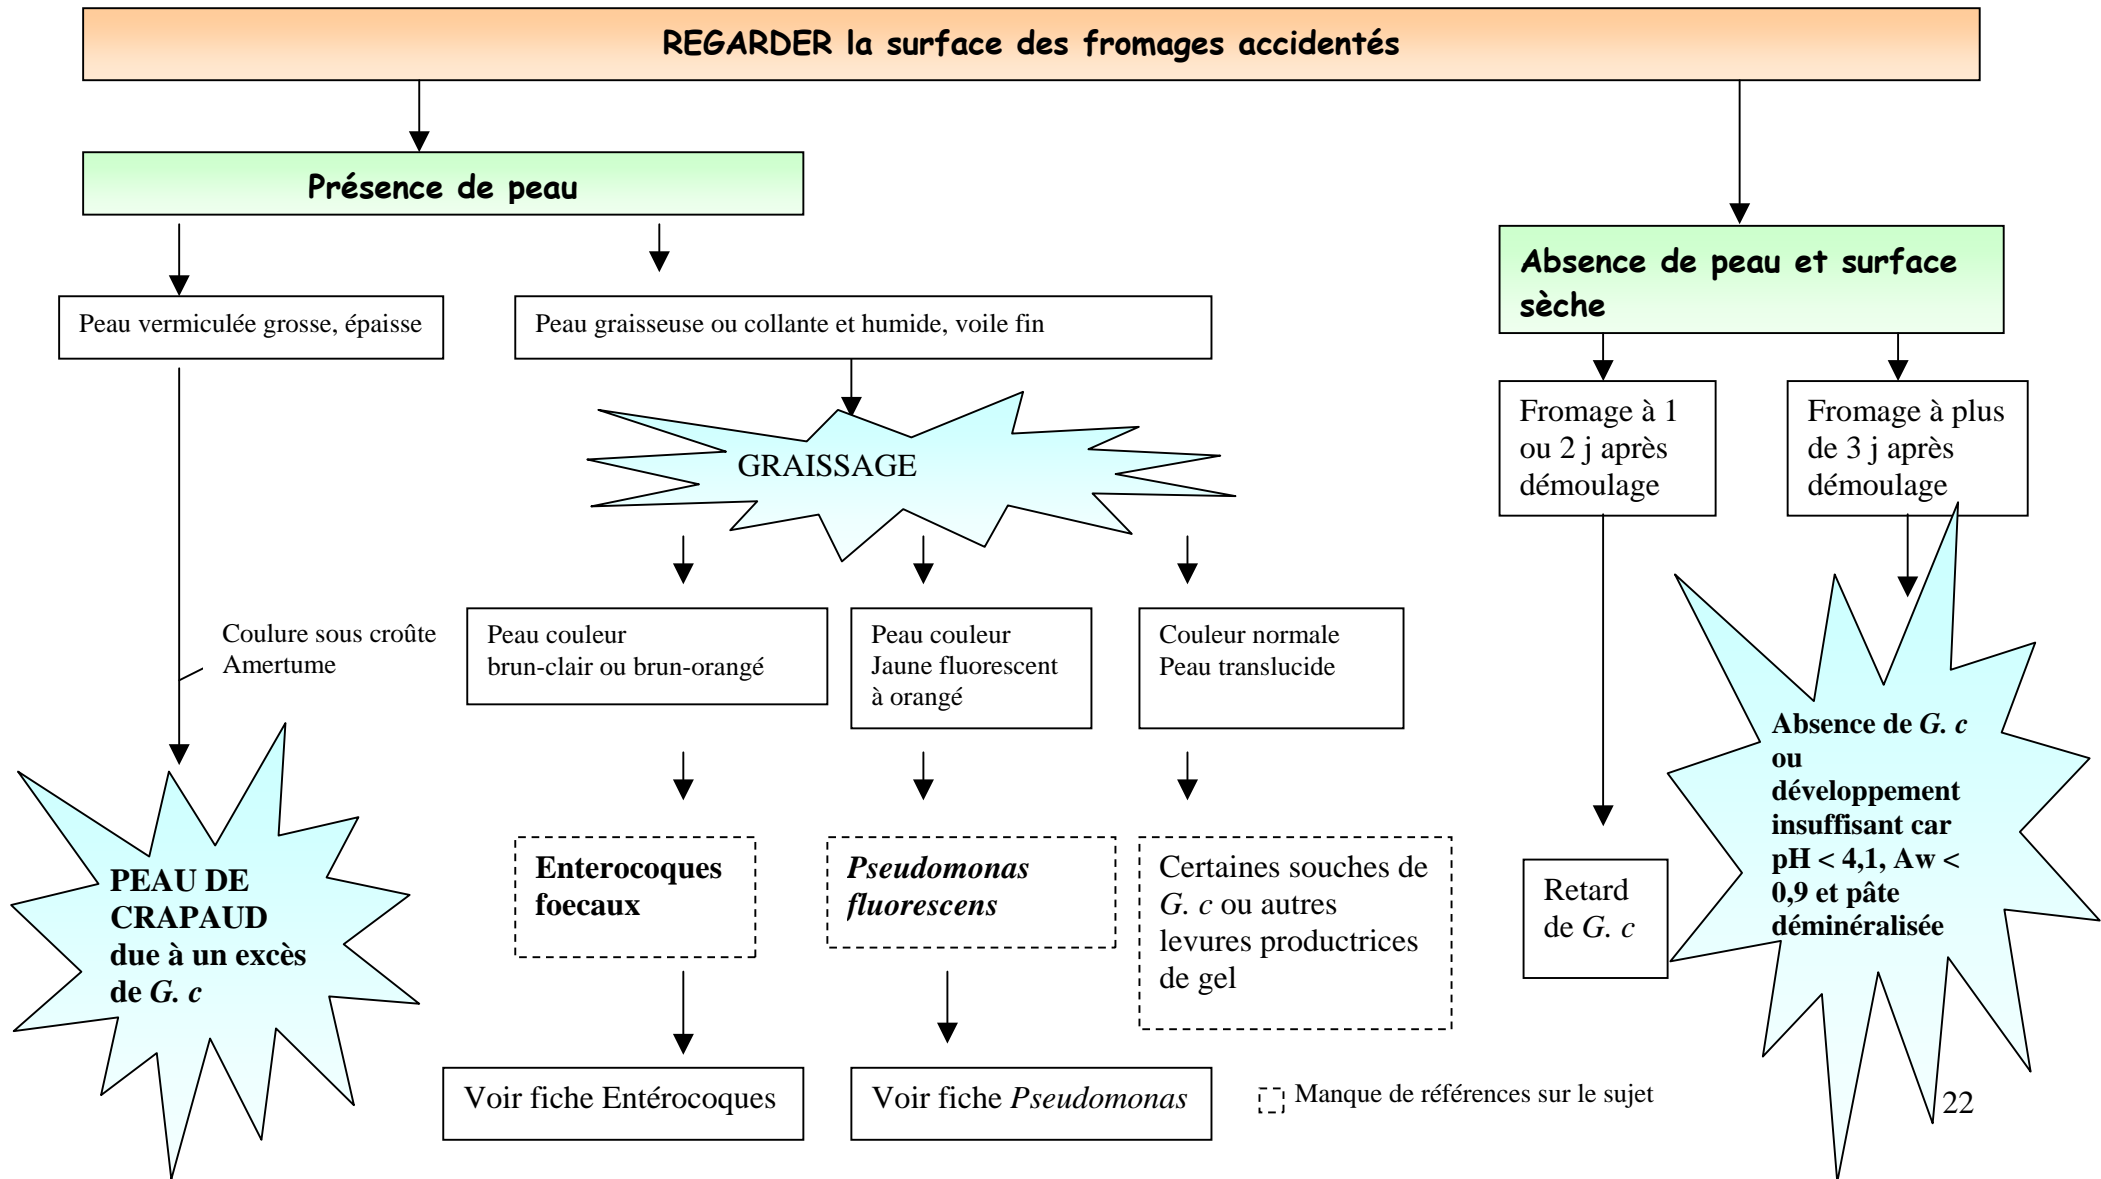 REGARDER la surface des fromages accidentés
Présence de peau
Absence de peau et surface
sèche
Peau vermiculée grosse, épaisse
Peau graisseuse ou collante et humide, voile fin
Fromage à 1
ou 2 j après
démoulage
Fromage à plus
de 3 j après
démoulage
GRAISSAGE
Coulure sous croûte
Amertume
Peau couleur
brun-clair ou brun-orangé
Peau couleur
Jaune fluorescent
à orangé
Couleur normale
Peau translucide
PEAU DE
CRAPAUD
due à un excès
de G. c
Enterocoques
foecaux
Pseudomonas
fluorescens
Certaines souches de
G. c ou autres
levures productrices
de gel
Retard
de G. c
Absence de G. c
ou
développement
insuffisant car
pH < 4,1, Aw <
0,9 et pâte
déminéralisée
Voir fiche Entérocoques
Voir fiche Pseudomonas
Manque de références sur le sujet
22